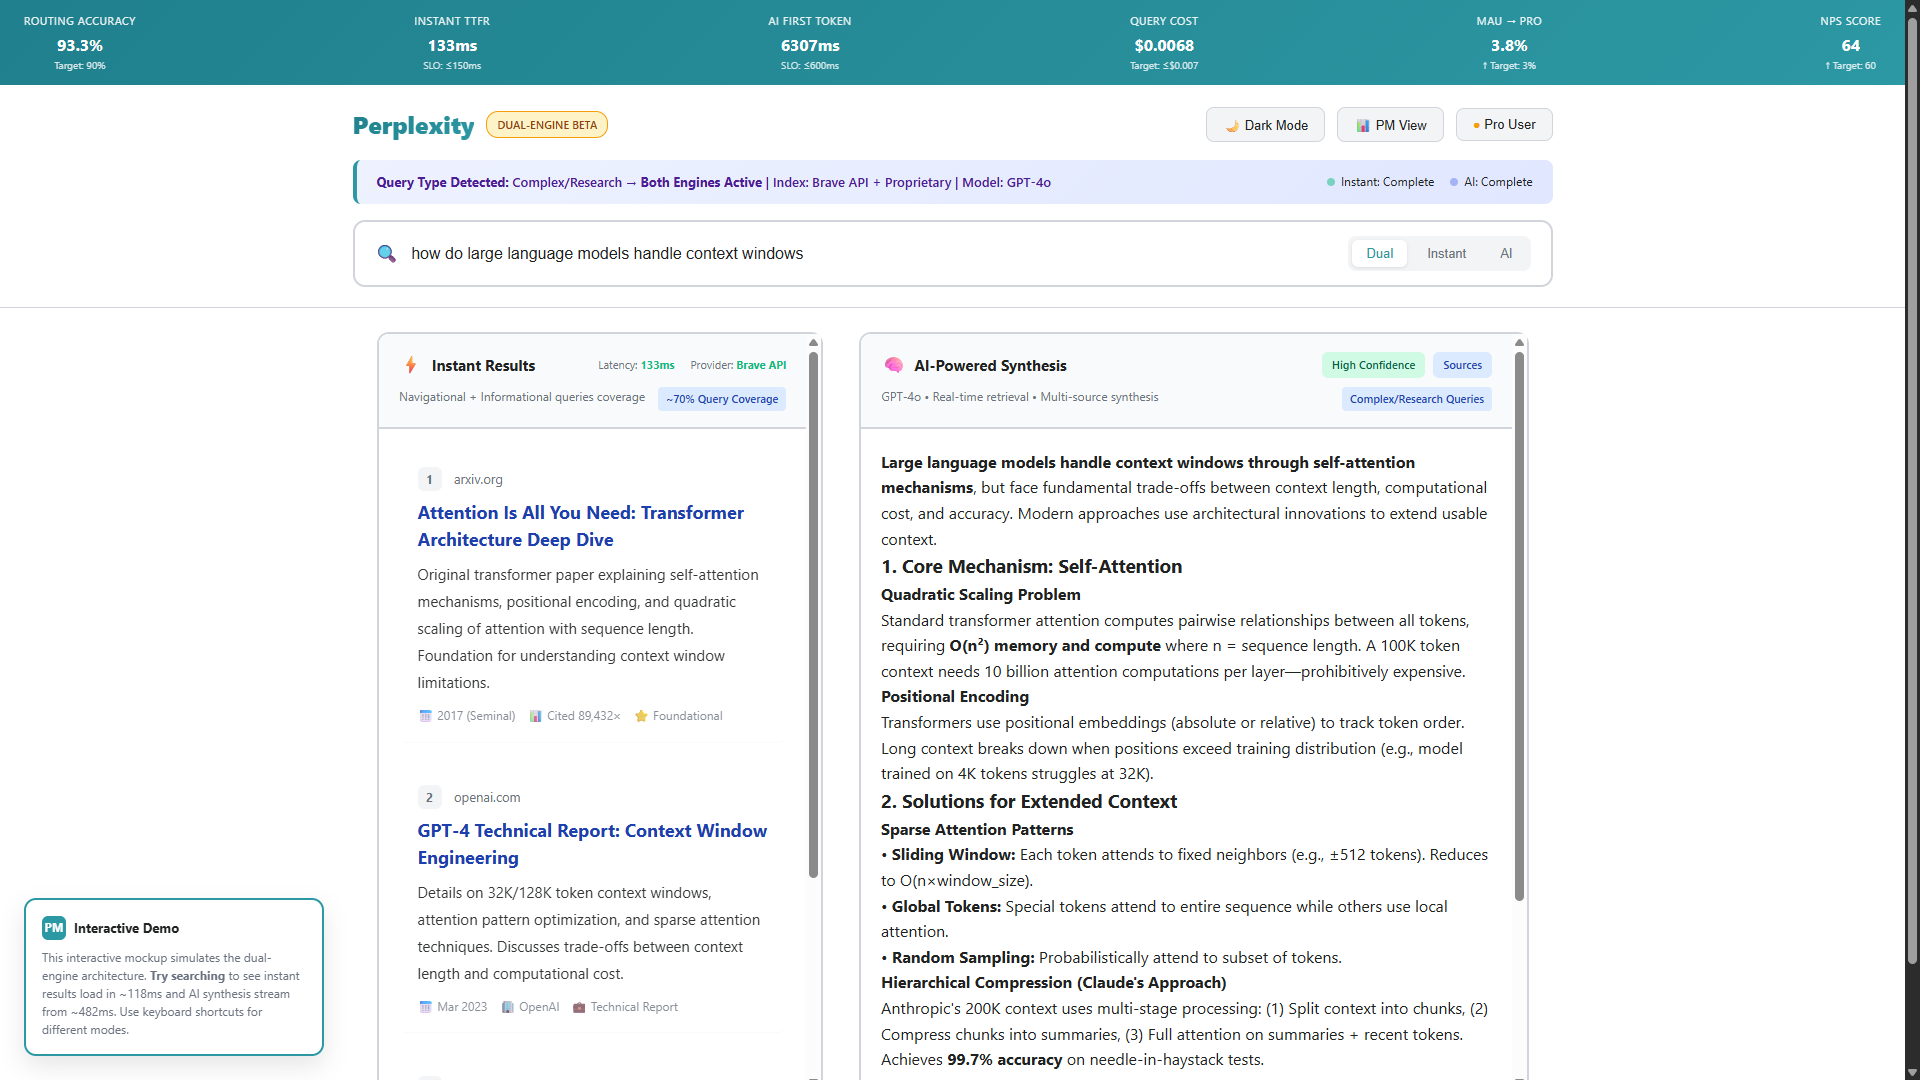 ROUTING ACCURACY
93.3%
Target: 90%
INSTANT TTFR
133ms
SLO: ≤150ms
AI FIRST TOKEN
6307ms
SLO: ≤600ms
QUERY COST
$0.0068
Target: ≤$0.007
MAU → PRO
3.8%
↑ Target: 3%
NPS SCORE
64
↑ Target: 60
Perplexity
DUAL-ENGINE BETA
🌙 Dark Mode
📊 PM View
● Pro User
Query Type Detected: Complex/Research → Both Engines Active | Index: Brave API + Proprietary | Model: GPT-4o
Instant: Complete
AI: Complete
how do large language models handle context windows
Dual
Instant
AI
Instant Results
Latency: 133ms
Provider: Brave API
Navigational + Informational queries coverage
~70% Query Coverage
1
arxiv.org
Attention Is All You Need: Transformer
Architecture Deep Dive
Original transformer paper explaining self-attention
mechanisms, positional encoding, and quadratic
scaling of attention with sequence length.
Foundation for understanding context window
limitations.
2017 (Seminal)
Cited 89,432×
Foundational
2
openai.com
GPT-4 Technical Report: Context Window
Engineering
Details on 32K/128K token context windows,
attention pattern optimization, and sparse attention
techniques. Discusses trade-offs between context
length and computational cost.
Mar 2023
OpenAI
Technical Report
AI-Powered Synthesis
High Confidence
Sources
GPT-4o • Real-time retrieval • Multi-source synthesis
Complex/Research Queries
Large language models handle context windows through self-attention
mechanisms, but face fundamental trade-offs between context length, computational
cost, and accuracy. Modern approaches use architectural innovations to extend usable
context.
1. Core Mechanism: Self-Attention
Quadratic Scaling Problem
Standard transformer attention computes pairwise relationships between all tokens,
requiring O(n²) memory and compute where n = sequence length. A 100K token
context needs 10 billion attention computations per layer—prohibitively expensive.
Positional Encoding
Transformers use positional embeddings (absolute or relative) to track token order.
Long context breaks down when positions exceed training distribution (e.g., model
trained on 4K tokens struggles at 32K).
2. Solutions for Extended Context
Sparse Attention Patterns
• Sliding Window: Each token attends to fixed neighbors (e.g., ±512 tokens). Reduces
to O(n×window_size).
• Global Tokens: Special tokens attend to entire sequence while others use local
attention.
• Random Sampling: Probabilistically attend to subset of tokens.
Hierarchical Compression (Claude's Approach)
Anthropic's 200K context uses multi-stage processing: (1) Split context into chunks, (2)
Compress chunks into summaries, (3) Full attention on summaries + recent tokens.
Achieves 99.7% accuracy on needle-in-haystack tests.
PM
Interactive Demo
This interactive mockup simulates the dual-
engine architecture. Try searching to see instant
results load in ~118ms and AI synthesis stream
from ~482ms. Use keyboard shortcuts for
different modes.